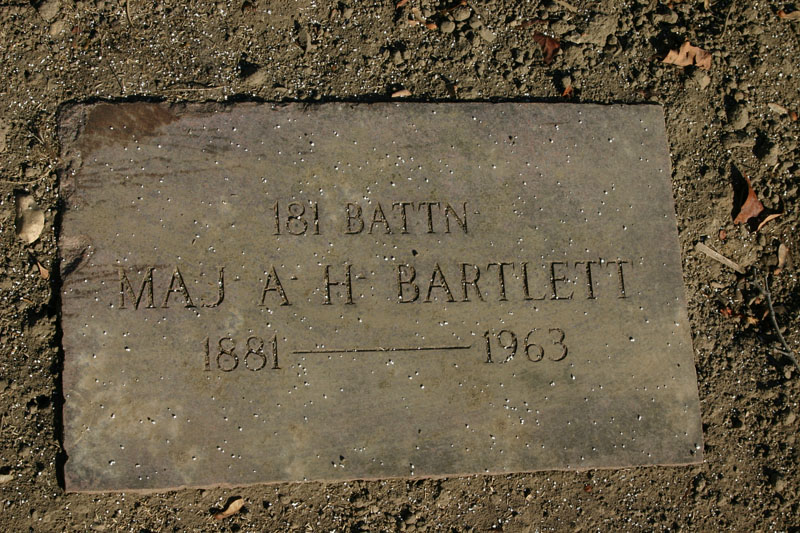 181 BATTN
MAJ A H BARTLETT
1881 — 1963